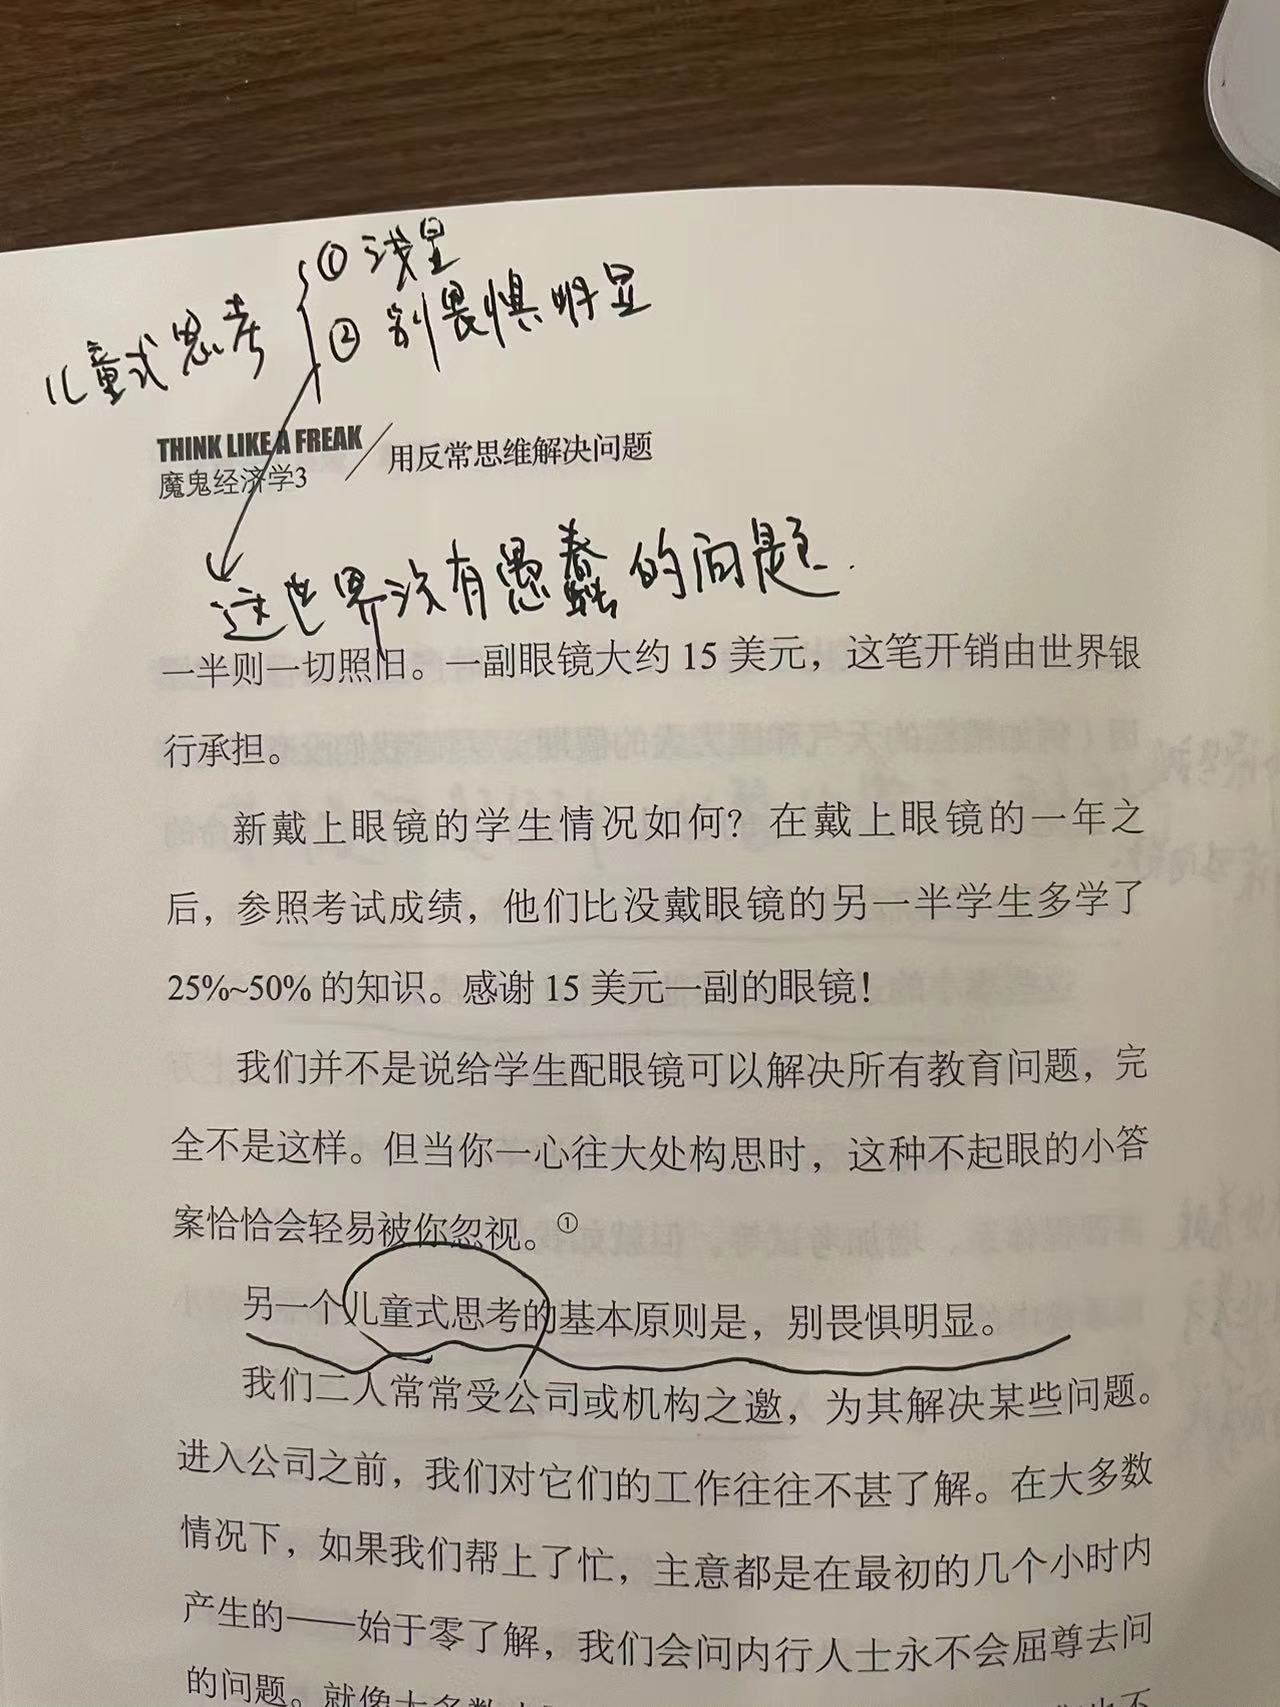 ①浅显
儿童式思考
②别畏惧明显
THINK LIKE A FREAK
魔鬼经济学3
用反常思维解决问题
这世界没有愚蠢的问题.
一半则一切照旧。一副眼镜大约 15 美元，这笔开销由世界银
行承担。
新戴上眼镜的学生情况如何？在戴上眼镜的一年之
后，参照考试成绩，他们比没戴眼镜的另一半学生多学了
25%~50% 的知识。感谢 15 美元一副的眼镜！
我们并不是说给学生配眼镜可以解决所有教育问题，完
全不是这样。但当你一心往大处构思时，这种不起眼的小答
案恰恰会轻易被你忽视。①
另一个儿童式思考的基本原则是，别畏惧明显。
我们二人常常受公司或机构之邀，为其解决某些问题。
进入公司之前，我们对它们的工作往往不甚了解。在大多数
情况下，如果我们帮上了忙，主意都是在最初的几个小时内
产生的——始于零了解，我们会问内行人士永不会屈尊去问
的问题。就像大多数